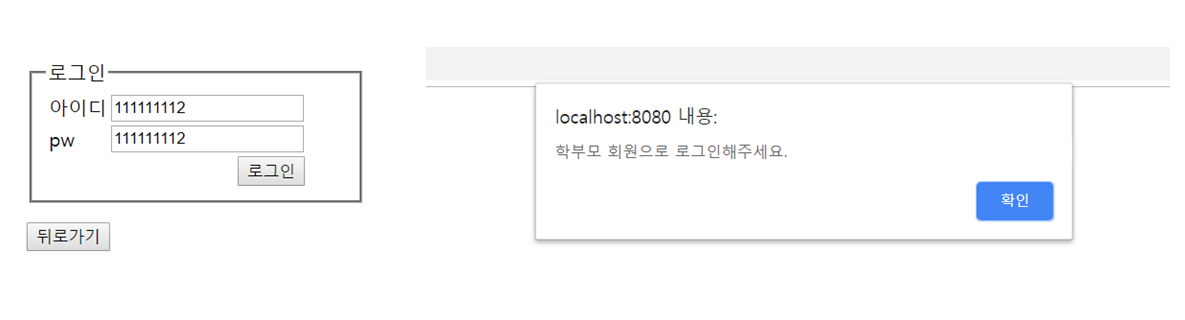 로그인
아이디 111111112
pw 111111112
로그인
뒤로가기
localhost:8080 내용:
학부모 회원으로 로그인해주세요.
확인